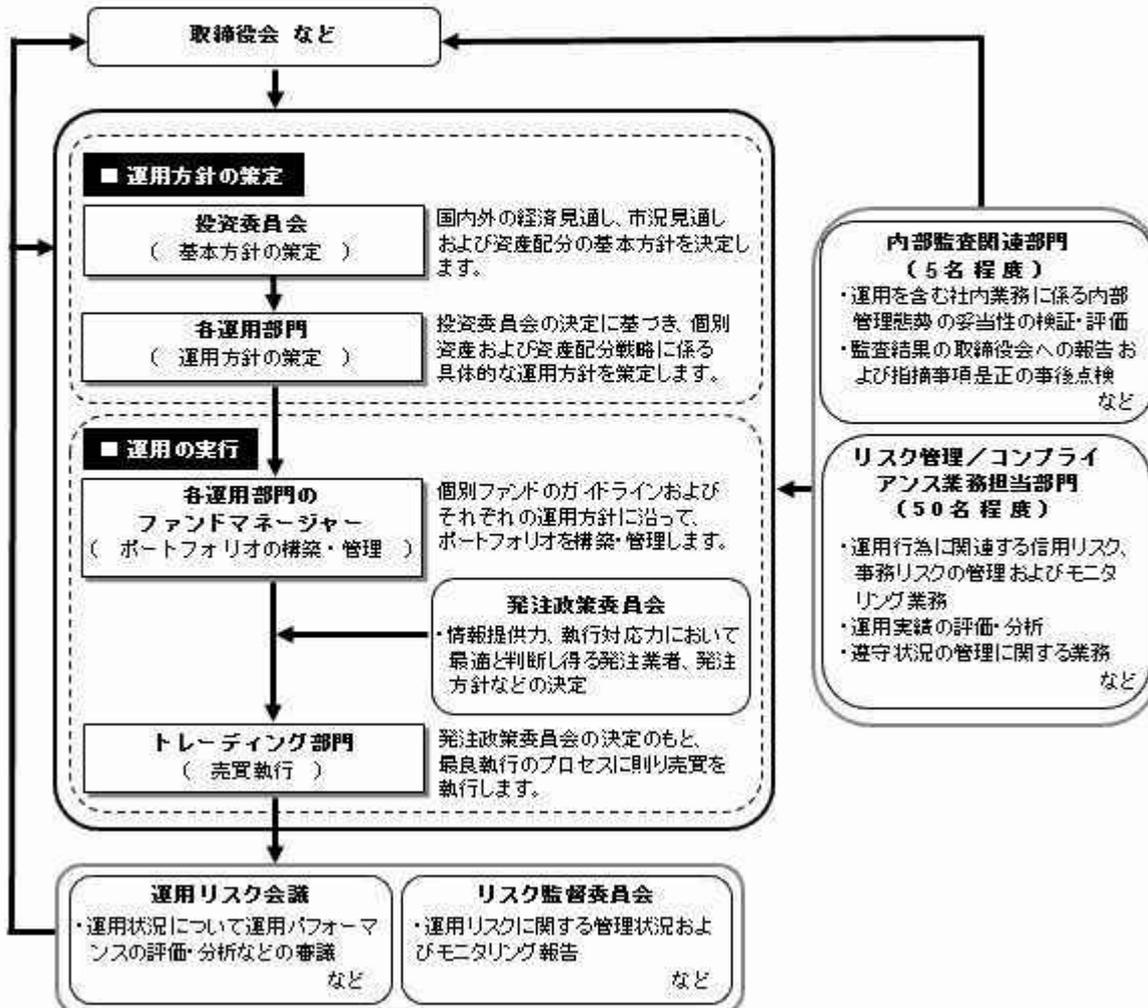 取締役会 など
■ 運用方針の策定
投資委員会
( 基本方針の策定 )
国内外の経済見通し、市況見通し
および資産配分の基本方針を決定し
ます。
各運用部門
( 運用方針の策定 )
投資委員会の決定に基づき、個別
資産および資産配分戦略に係る
具体的な運用方針を策定します。
■ 運用の実行
各運用部門の
ファンドマネージャー
( ポートフォリオの構築・管理 )
個別ファンドのガイドラインおよび
それぞれの運用方針に沿って、
ポートフォリオを構築・管理します。
発注政策委員会
・情報提供力、執行対応力において
最適と判断し得る発注業者、発注
方針などの決定
トレーディング部門
( 売買執行 )
発注政策委員会の決定のもと、
最良執行のプロセスに則り売買を
執行します。
内部監査関連部門
(5名程度)
・運用を含む社内業務に係る内部
管理態勢の妥当性の検証・評価
・監査結果の取締役会への報告お
よび指摘事項是正の事後点検
など
リスク管理/コンプライ
アンス業務担当部門
(50名程度)
・運用行為に関連する信用リスク、
事務リスクの管理およびモニタ
リング業務
・運用実績の評価・分析
・遵守状況の管理に関する業務
など
運用リスク会議
・運用状況について運用パフォーマ
ンスの評価・分析などの審議
など
リスク監督委員会
・運用リスクに関する管理状況およ
びモニタリング報告
など